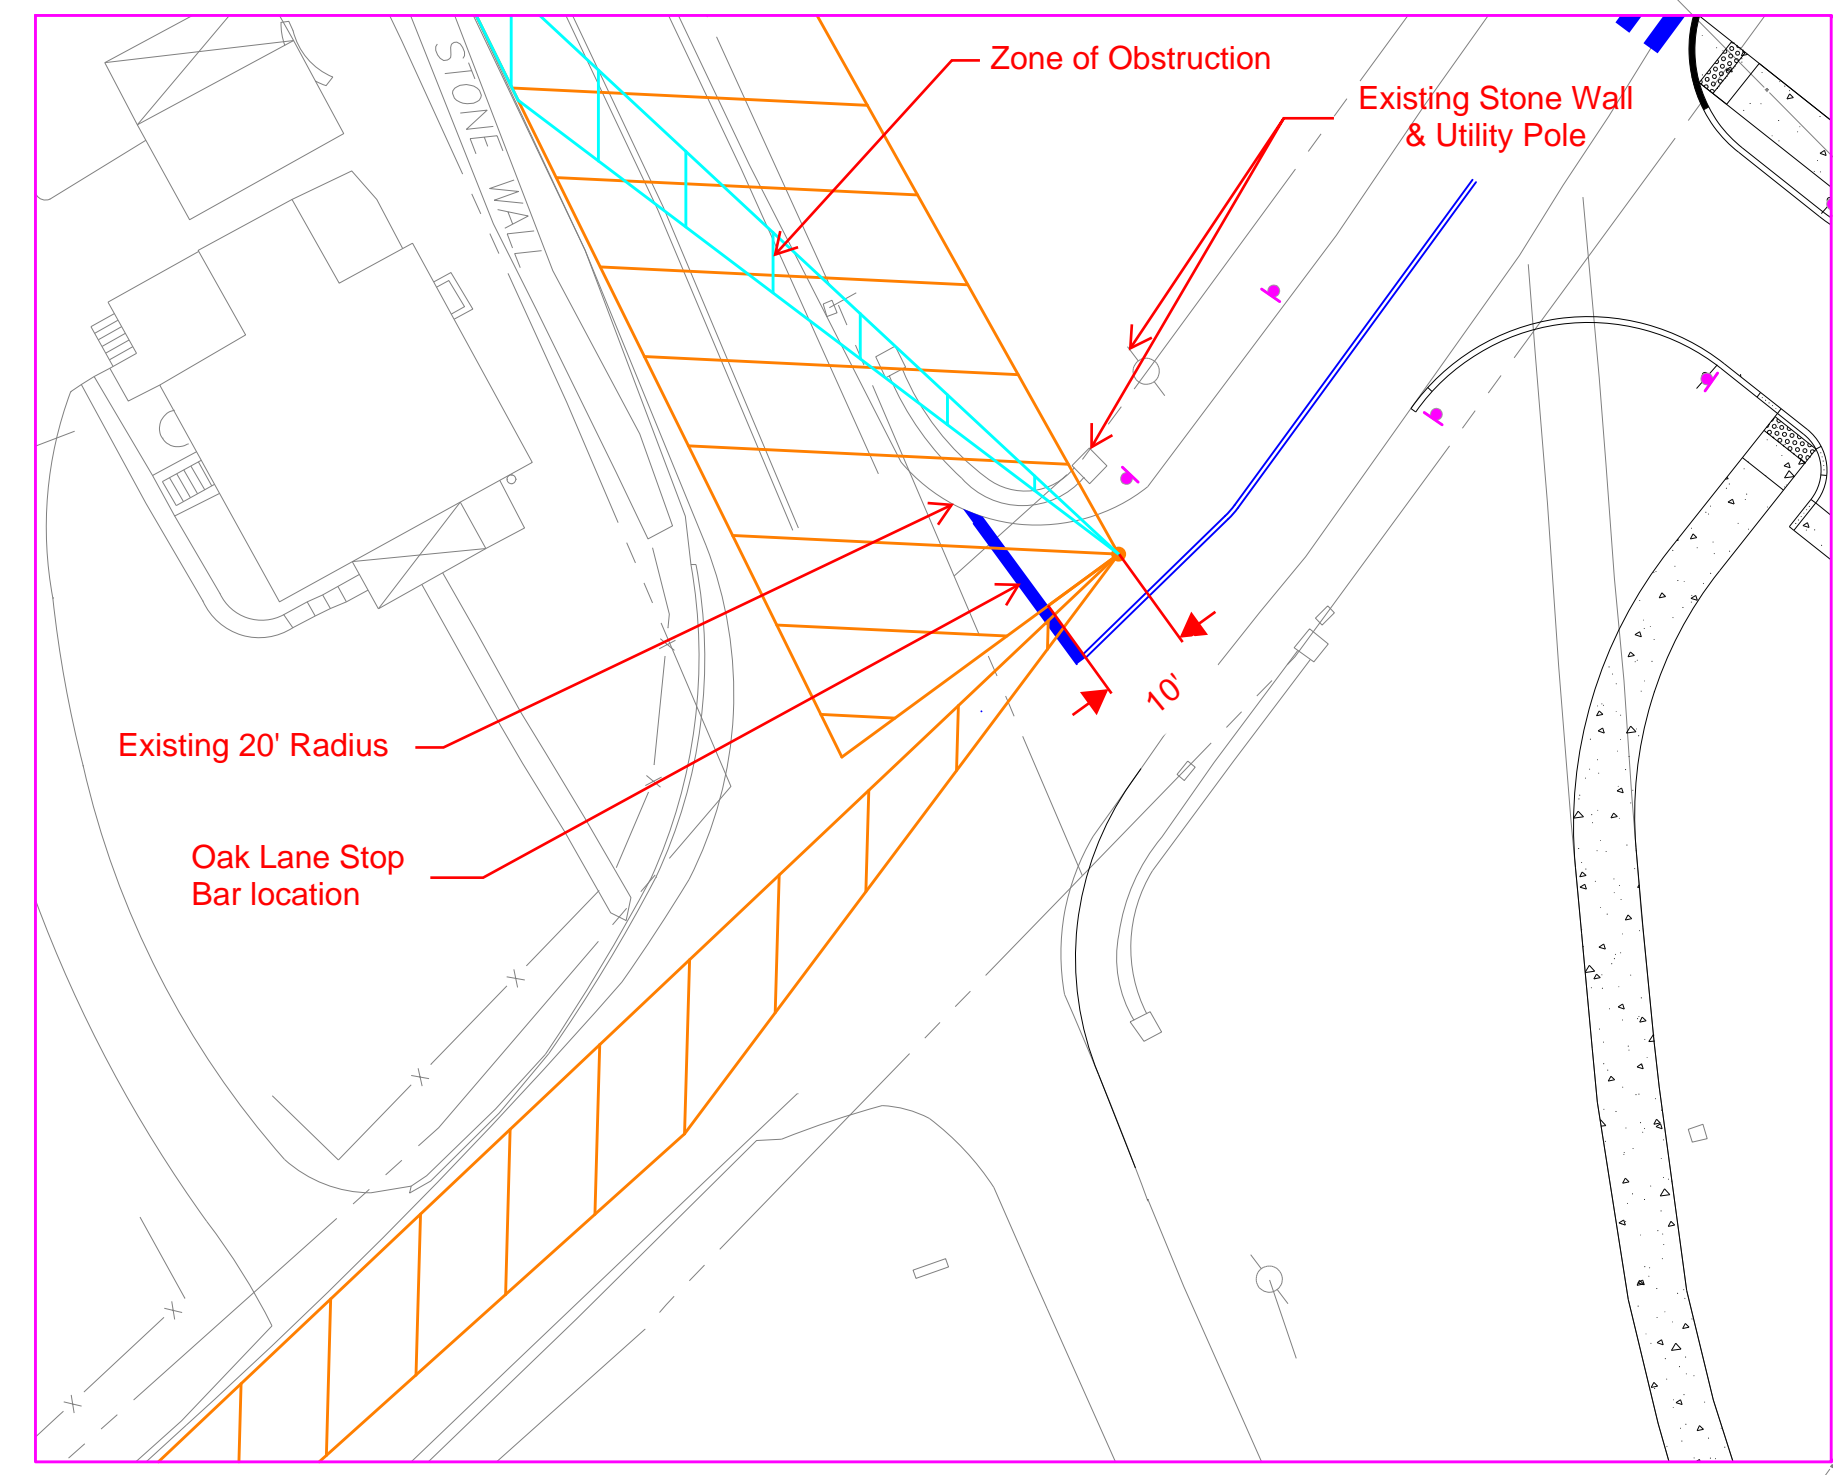 Zone of Obstruction
Existing Stone Wall
& Utility Pole
STONE WALL
Existing 20' Radius
10'
Oak Lane Stop
Bar location
X
X
X
X
X
X